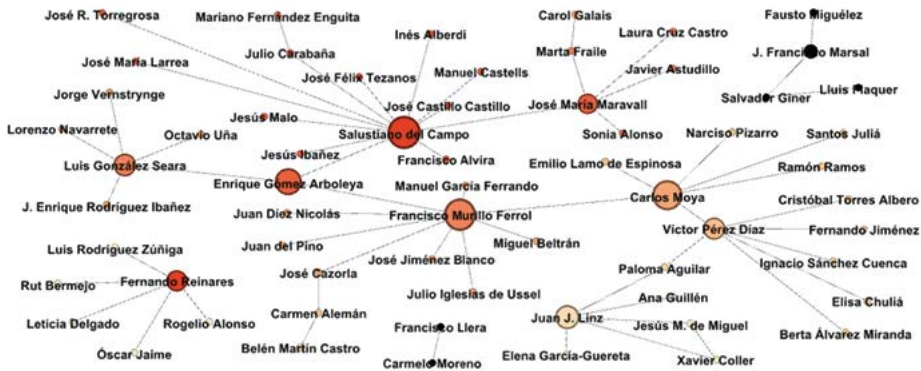 José R. Torregrosa
Mariano Fernández Enguita
Carol Galais
Fausto Miguélez
Inés Alberdi
Laura Cruz Castro
Julio Carabaña
Marta Fraile
J. Francisco Marsal
José María Larrea
José Félix Tezanos
Manuel Castells
Javier Astudillo
Lluis Flaquer
Jorge Verstrynge
José Castillo Castillo
José María Maravall
Salvador Giner
Jesús Malo
Lorenzo Navarrete
Octavio Uña
Salustiano del Campo
Sonia Alonso
Narciso Pizarro
Santos Juliá
Jesús Ibañez
Francisco Alvira
Emilio Lamo de Espinosa
Luis González Seara
Ramón Ramos
Enrique Gómez Arboleya
Manuel García Ferrando
Carlos Moya
Cristóbal Torres Albero
J. Enrique Rodríguez Ibañez
Juan Díez Nicolás
Francisco Murillo Ferrol
Víctor Pérez Díaz
Fernando Jiménez
Luis Rodríguez Zúñiga
Juan del Pino
Miguel Beltrán
José Jiménez Blanco
Ignacio Sánchez Cuenca
José Cazorla
Paloma Aguilar
Rut Bermejo
Fernando Reinares
Julio Iglesias de Ussel
Ana Guillén
Elisa Chuliá
Carmen Alemán
Leticia Delgado
Rogelio Alonso
Francisco Llera
Juan J. Linz
Jesús M. de Miguel
Berta Álvarez Miranda
Belén Martín Castro
Óscar Jaime
Carmelo Moreno
Elena García-Guereta
Xavier Coller